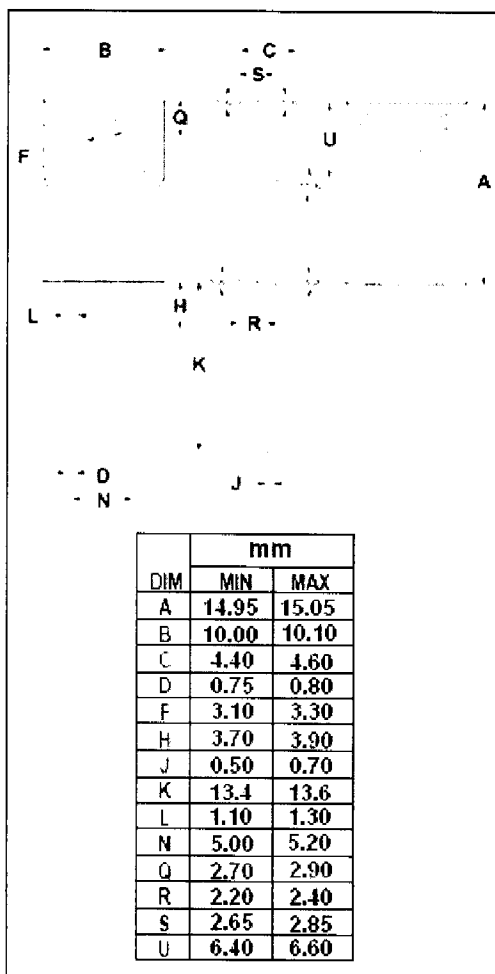 B
C
S
Q
U
F
A
H
L
R
K
D
J
N
mm
DIM MIN MAX
A 14.95 15.05
B 10.00 10.10
C 4.40 4.60
D 0.75 0.80
F 3.10 3.30
H 3.70 3.90
J 0.50 0.70
K 13.4 13.6
L 1.10 1.30
N 5.00 5.20
Q 2.70 2.90
R 2.20 2.40
S 2.65 2.85
U 6.40 6.60